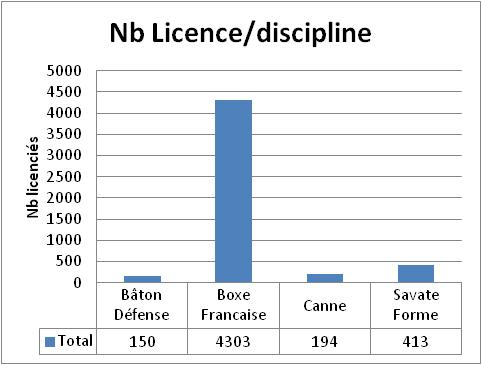 Nb Licence/discipline
Nb licenciés
5000
4500
4000
3500
3000
2500
2000
1500
1000
500
0
Bâton Défense
Boxe Francaise
Canne
Savate Forme
Total 150 4303 194 413